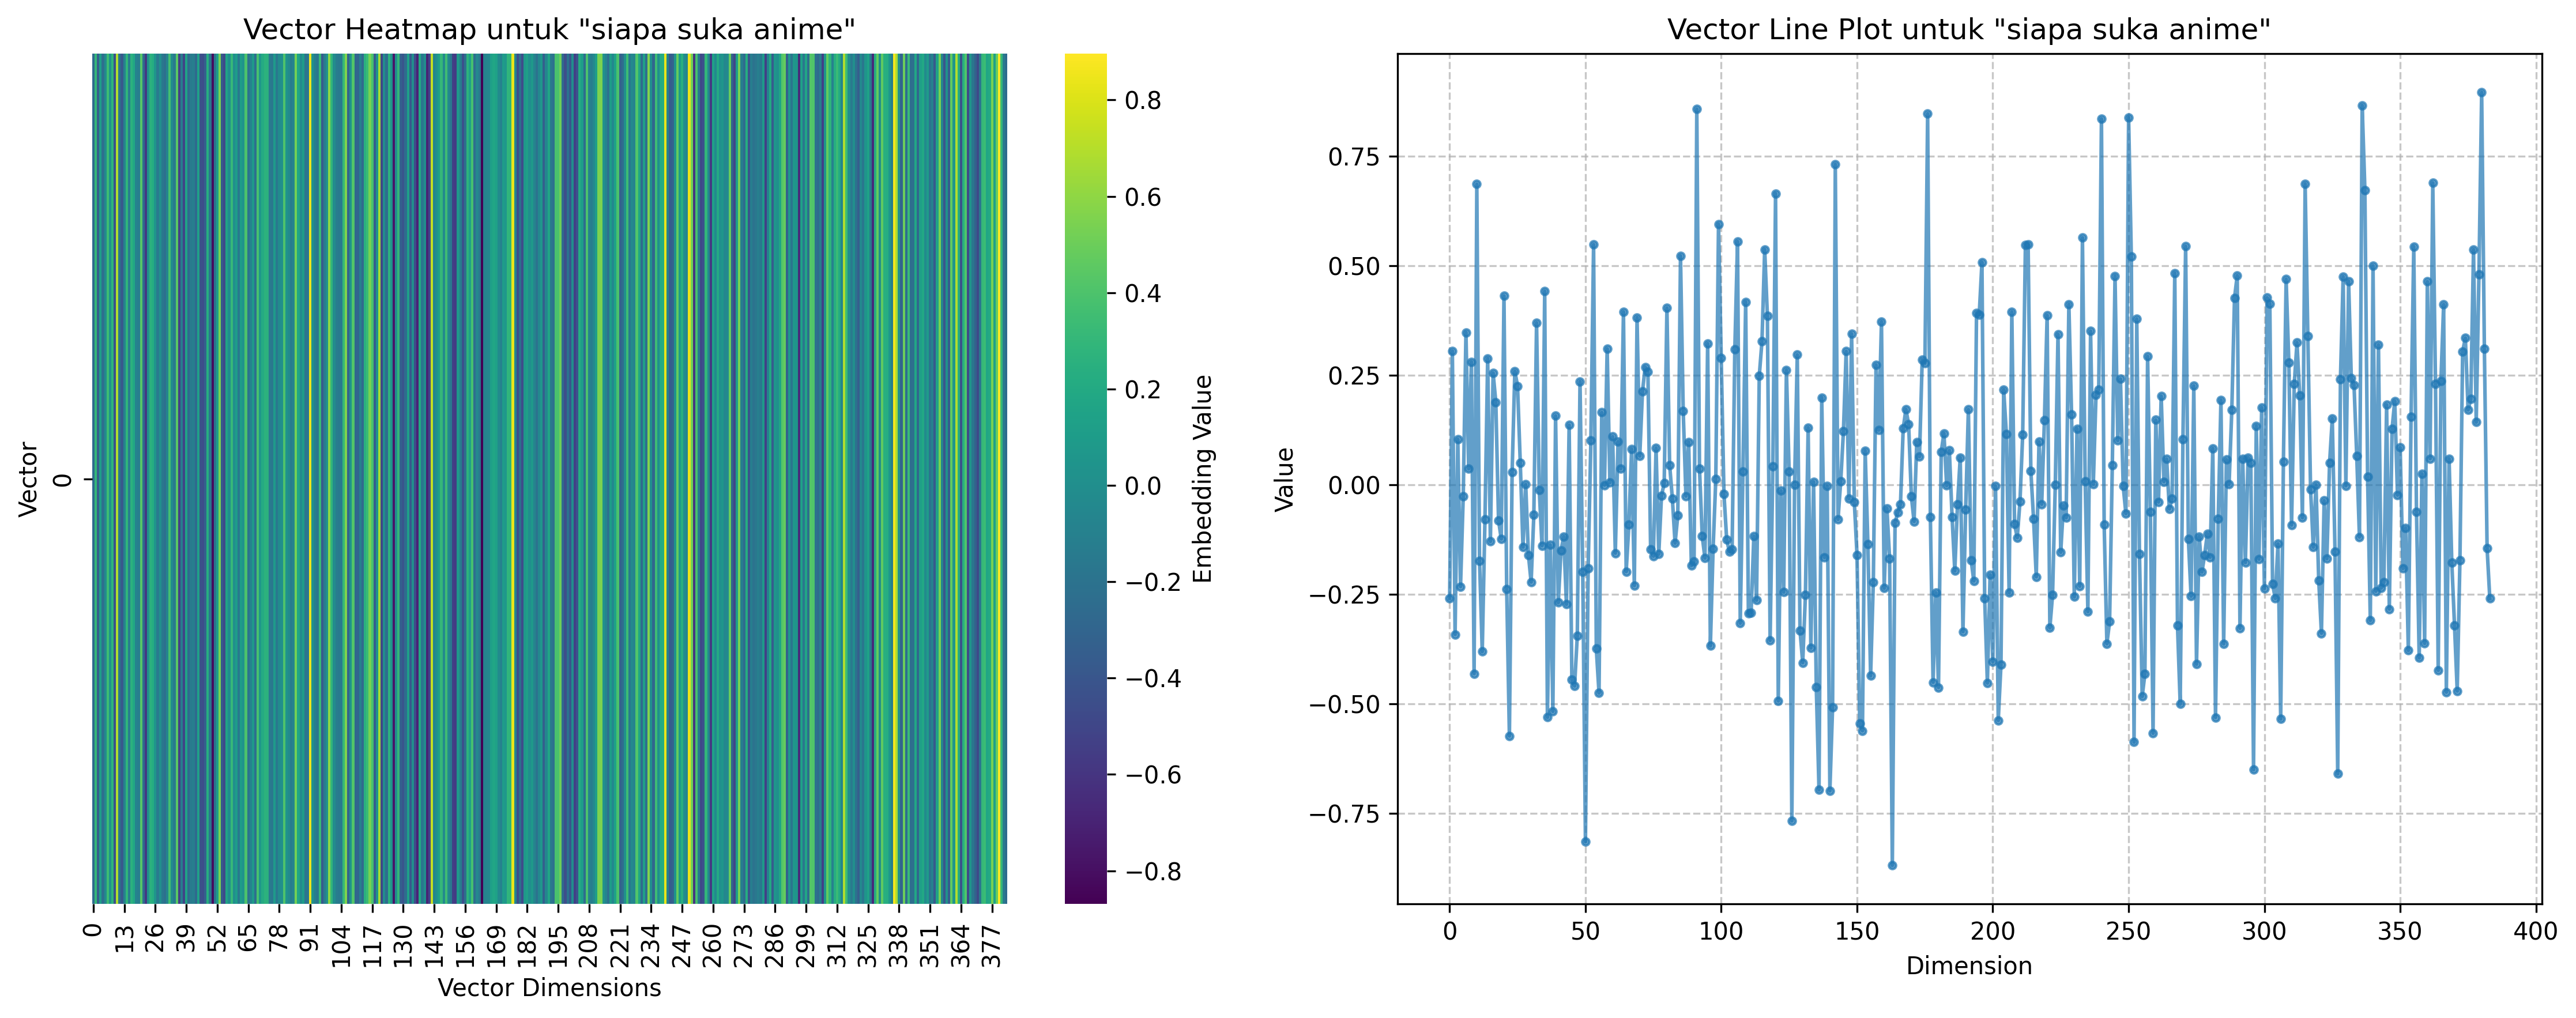 Vector Heatmap untuk "siapa suka anime"
Vector
0
0 13 26 39 52 65 78 91 104 117 130 143 156 169 182 195 208 221 234 247 260 273 286 299 312 325 338 351 364 377
Vector Dimensions
0.8
0.6
0.4
0.2
0.0
−0.2
−0.4
−0.6
−0.8
Embedding Value
Vector Line Plot untuk "siapa suka anime"
Value
0.75
0.50
0.25
0.00
−0.25
−0.50
−0.75
0 50 100 150 200 250 300 350 400
Dimension